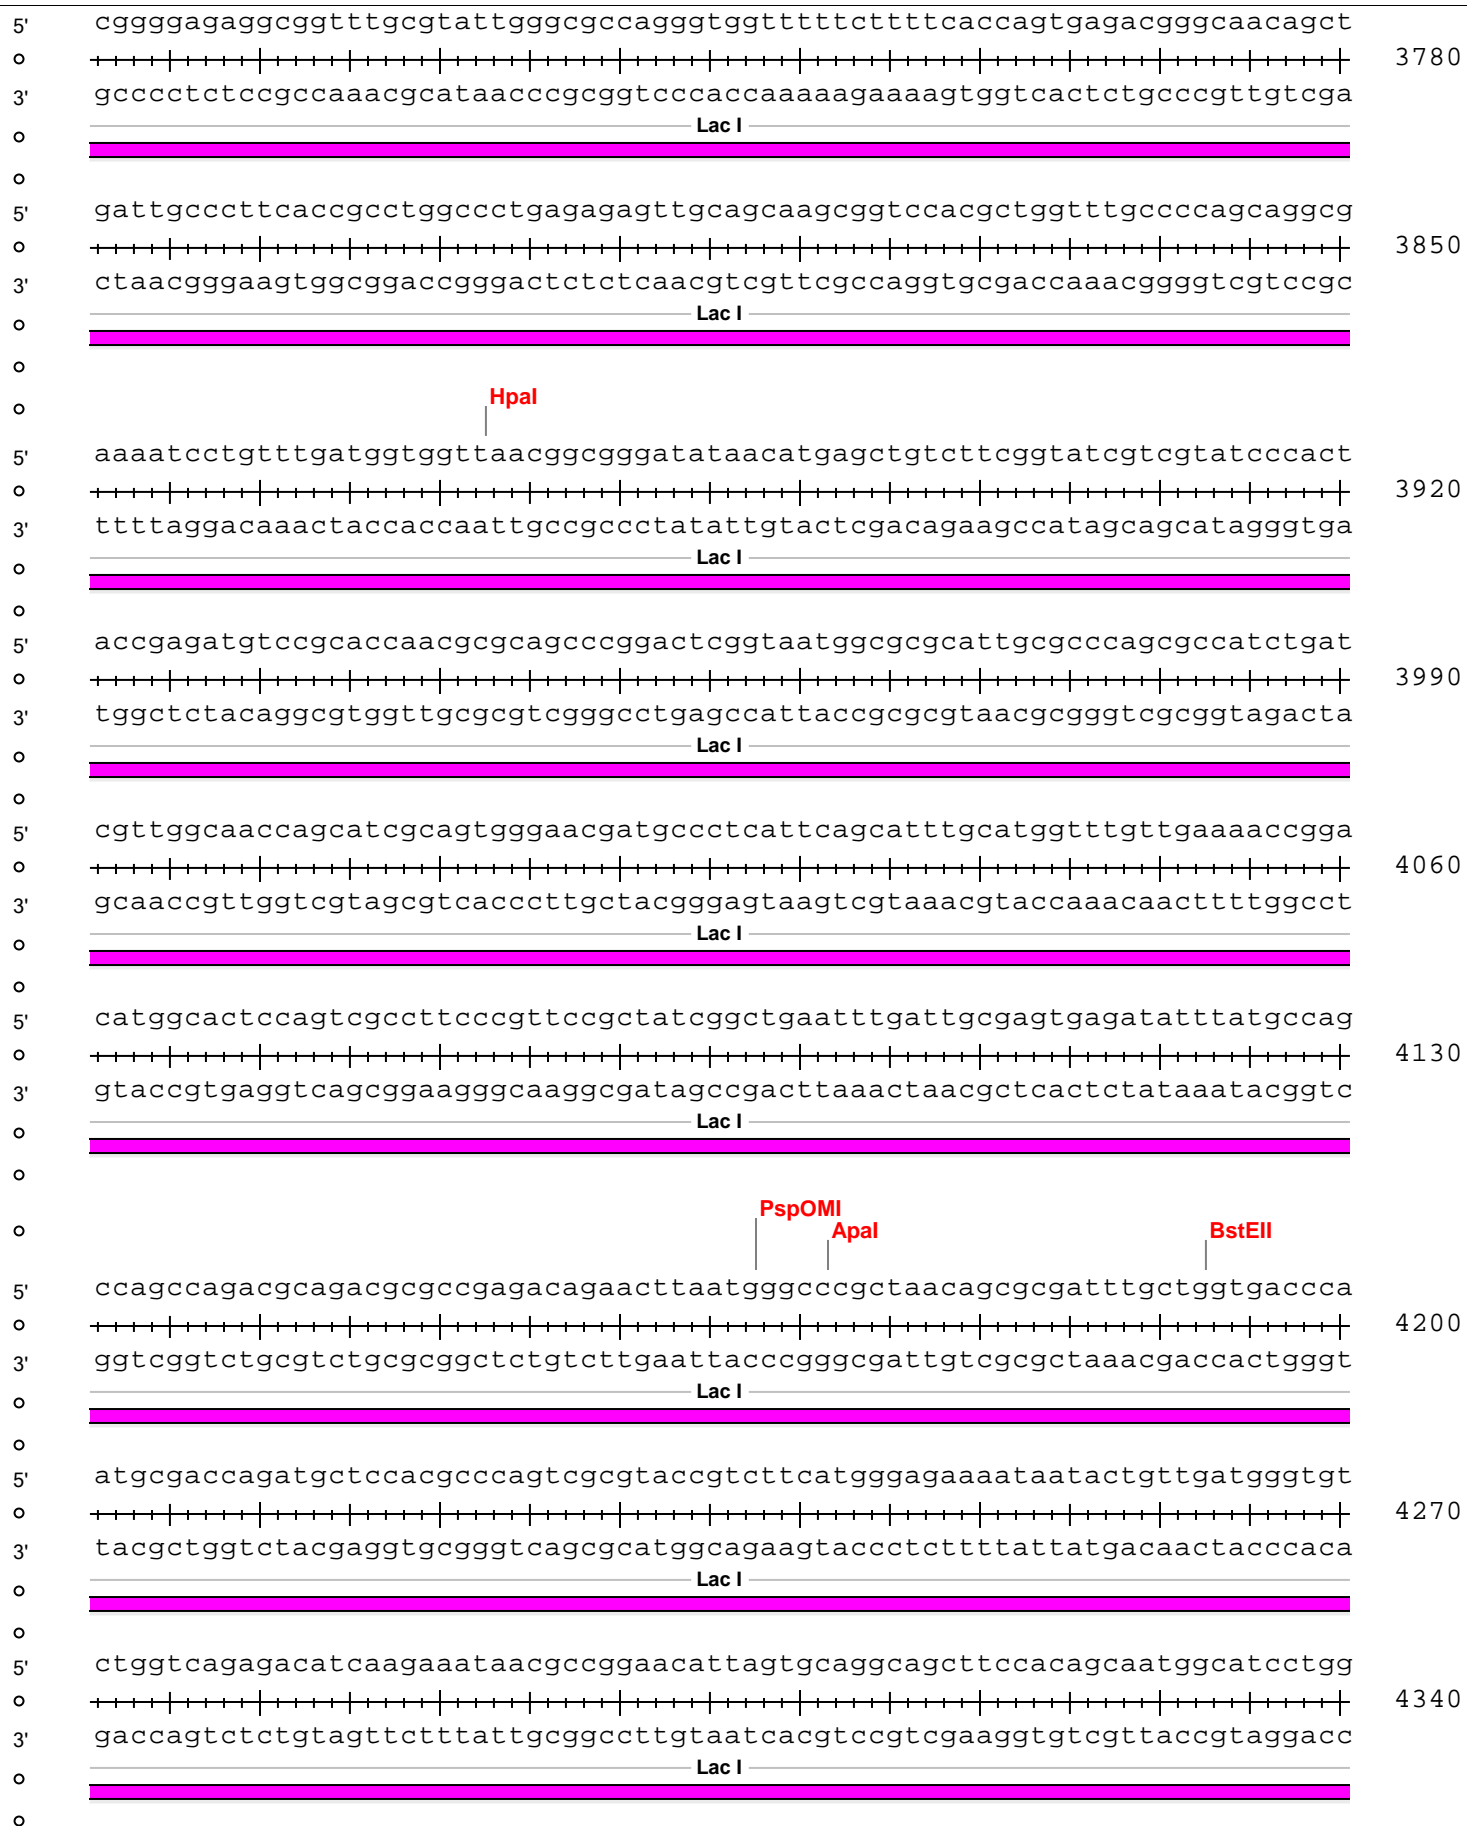 5' cggggagaggcggtttgcgtattgggcgccagggtggtttttcttttcaccagtgagacgggcaacagct
3780
3' gcccctctccgccaaacgcataacccgcggtcccaccaaaaagaaaagtggtcactctgcccgttgtcga
Lac I
5' gattgcccttcaccgcctggccctgagagagttgcagcaagcggtccacgctggtttgccccagcaggcg
3850
3' ctaacgggaagtggcggaccgggactctctcaacgtcgttcgccaggtgcgaccaaacggggtcgtccgc
Lac I
HpaI
5' aaaatcctgtttgatggtggttaacggcgggatataacatgagctgtcttcggtatcgtcgtatcccact
3920
3' ttttaggacaaactaccaccaattgccgccctatattgtactcgacagaagccatagcagcatagggtga
Lac I
5' accgagatgtccgcaccaacgcgcagcccggactcggtaatggcgcgcattgcgcccagcgccatctgat
3990
3' tggctctacaggcgtggttgcgcgtcgggcctgagccattaccgcgcgtaacgcgggtcgcggtagacta
Lac I
5' cgttggcaaccagcatcgcagtgggaacgatgccctcattcagcatttgcatggtttgttgaaaaccgga
4060
3' gcaaccgttggtcgtagcgtcacccttgctacgggagtaagtcgtaaacgtaccaaacaacttttggcct
Lac I
5' catggcactccagtcgccttcccgttccgctatcggctgaatttgattgcgagtgagatatttatgccag
4130
3' gtaccgtgaggtcagcggaagggcaaggcgatagccgacttaaactaacgctcactctataaatacggtc
Lac I
PspOMI
ApaI BstEII
5' ccagccagacgcagacgcgccgagacagaacttaatgggcccgctaacagcgcgatttgctggtgaccca
4200
3' ggtcggtctgcgtctgcgcggctctgtcttgaattacccgggcgattgtcgcgctaaacgaccactgggt
Lac I
5' atgcgaccagatgctccacgcccagtcgcgtaccgtcttcatgggagaaaataatactgttgatgggtgt
4270
3' tacgctggtctacgaggtgcgggtcagcgcatggcagaagtaccctcttttattatgacaactacccaca
Lac I
5' ctggtcagagacatcaagaaataacgccggaacattagtgcaggcagcttccacagcaatggcatcctgg
4340
3' gaccagtctctgtagttctttattgcggccttgtaatcacgtccgtcgaaggtgtcgttaccgtaggacc
Lac I